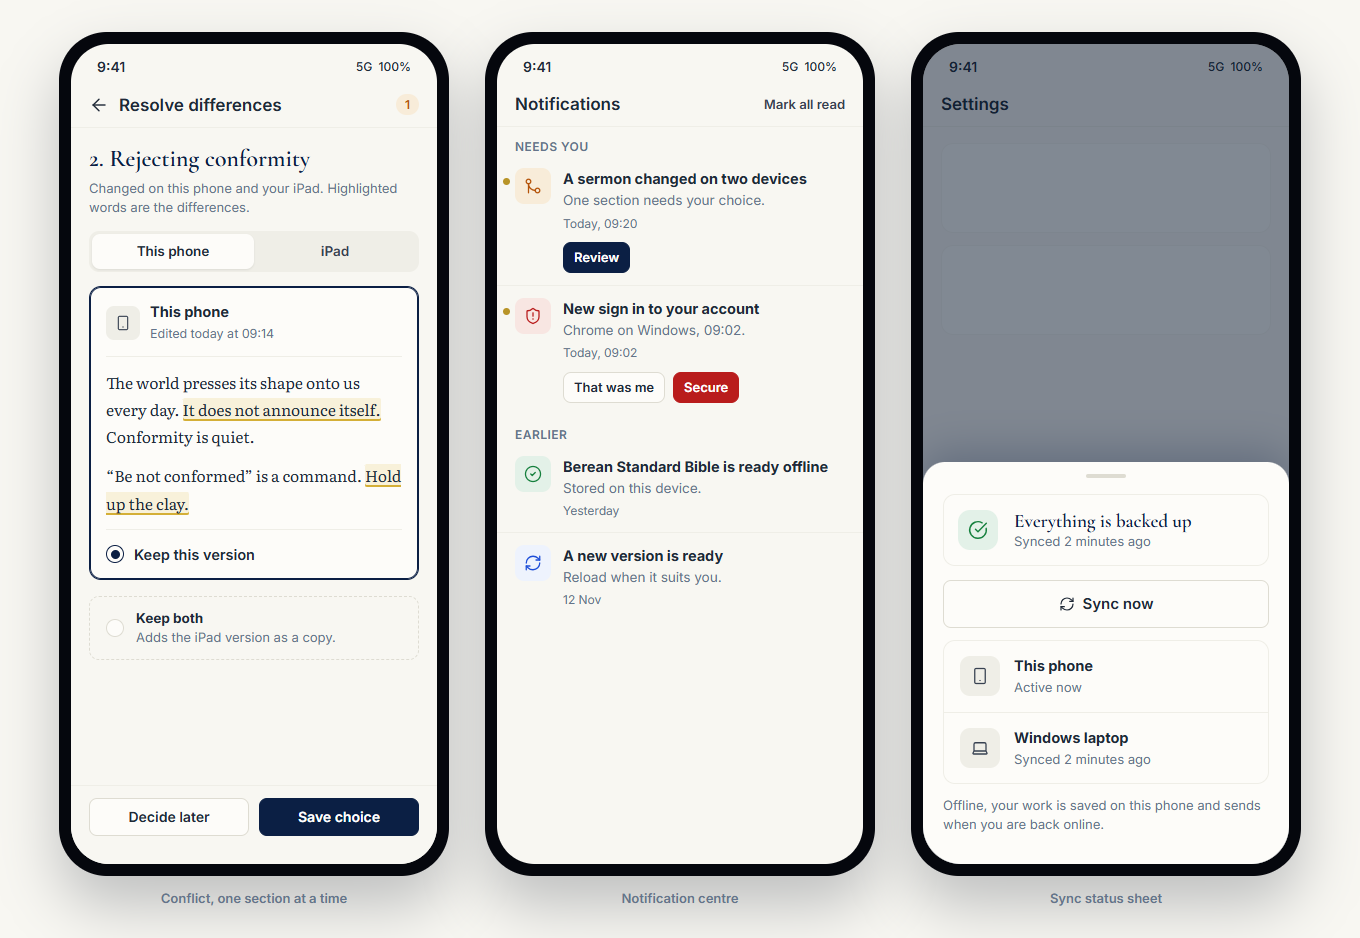 9:41
5G 100%
Resolve differences
1
2. Rejecting conformity
Changed on this phone and your iPad. Highlighted
words are the differences.
This phone
iPad
This phone
Edited today at 09:14
The world presses its shape onto us
every day. It does not announce itself.
Conformity is quiet.
“Be not conformed” is a command. Hold
up the clay.
Keep this version
Keep both
Adds the iPad version as a copy.
Decide later
Save choice
Conflict, one section at a time
9:41
5G 100%
Notifications
Mark all read
NEEDS YOU
A sermon changed on two devices
One section needs your choice.
Today, 09:20
Review
New sign in to your account
Chrome on Windows, 09:02.
Today, 09:02
That was me
Secure
EARLIER
Berean Standard Bible is ready offline
Stored on this device.
Yesterday
A new version is ready
Reload when it suits you.
12 Nov
Notification centre
9:41
5G 100%
Settings
Everything is backed up
Synced 2 minutes ago
Sync now
This phone
Active now
Windows laptop
Synced 2 minutes ago
Offline, your work is saved on this phone and sends
when you are back online.
Sync status sheet